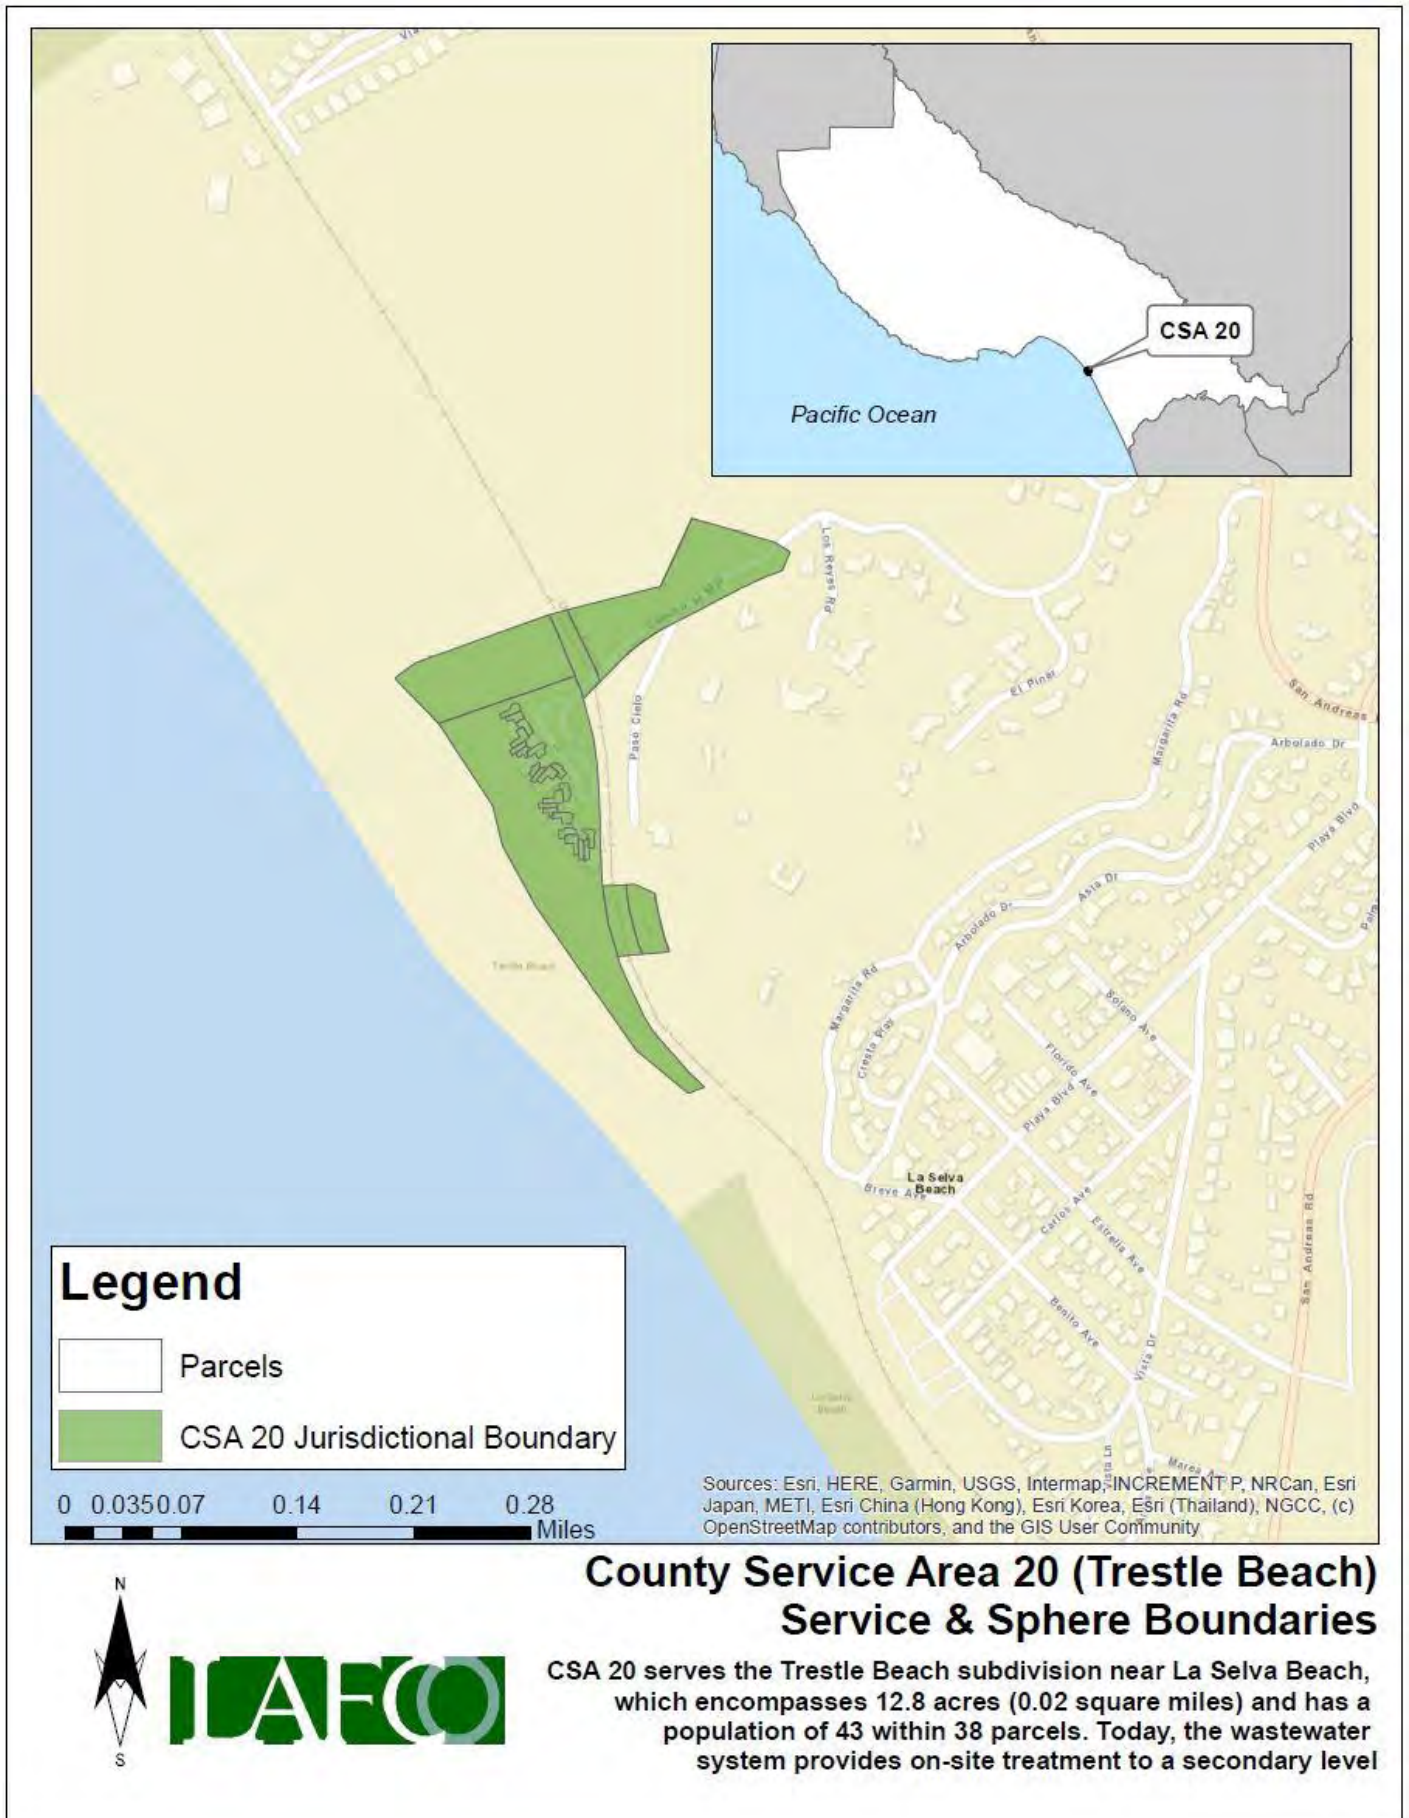 CSA 20
Pacific Ocean
Los Reyes Rd
El Pinar
Paso Cielo
Margarita Rd
San Andreas
Arbolado Dr
Playa Blvd
Asta Dr
Arbolado Dr
Margarita Rd
Solano Ave
Florido Ave
Playa Blvd
La Selva
Beach
Breve Ave
Carlos Ave
Estrella Ave
San Andreas Rd
Benito Ave
Vista Dr
La Selva
Beach
Legend
Parcels
CSA 20 Jurisdictional Boundary
0 0.035 0.07 0.14 0.21 0.28
Miles
Sources: Esri, HERE, Garmin, USGS, Intermap, INCREMENT P, NRCan, Esri
Japan, METI, Esri China (Hong Kong), Esri Korea, Esri (Thailand), NGCC, (c)
OpenStreetMap contributors, and the GIS User Community
County Service Area 20 (Trestle Beach)
Service & Sphere Boundaries
N
S
LAFCO
CSA 20 serves the Trestle Beach subdivision near La Selva Beach,
which encompasses 12.8 acres (0.02 square miles) and has a
population of 43 within 38 parcels. Today, the wastewater
system provides on-site treatment to a secondary level